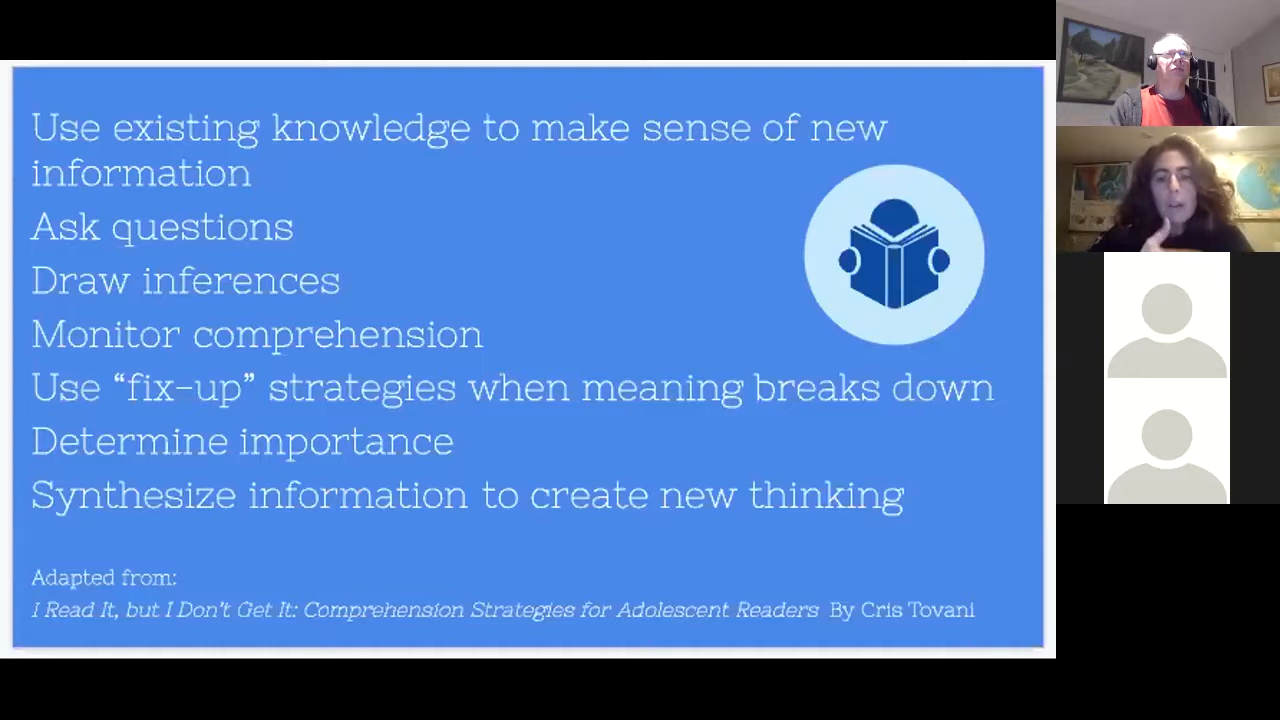 Use existing knowledge to make sense of new
information
Ask questions
Draw inferences
Monitor comprehension
Use “fix-up” strategies when meaning breaks down
Determine importance
Synthesize information to create new thinking
Adapted from:
I Read It, but I Don’t Get It: Comprehension Strategies for Adolescent Readers By Cris Tovani